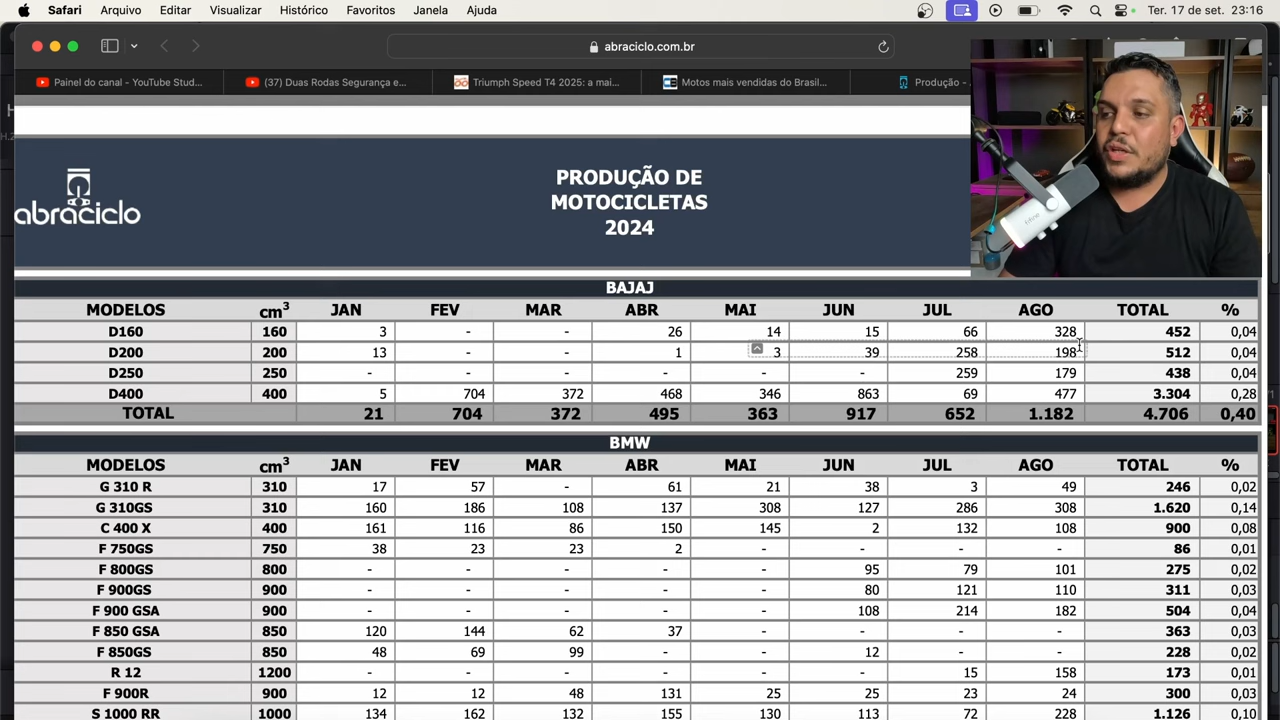 Safari Arquivo Editar Visualizar Histórico Favoritos Janela Ajuda Ter. 17 de set. 23:16
abraciclo.com.br
Painel do canal - YouTube Stud... (37) Duas Rodas Segurança e... Triumph Speed T4 2025: a mai... Motos mais vendidas do Brasil... Produção -
abraciclo
PRODUÇÃO DE
MOTOCICLETAS
2024
fifine
BAJAJ
MODELOS cm³ JAN FEV MAR ABR MAI JUN JUL AGO TOTAL %
D160 160 3 - - 26 14 15 66 328 452 0,04
D200 200 13 - - 1 3 39 258 198 512 0,04
D250 250 - - - - - - 259 179 438 0,04
D400 400 5 704 372 468 346 863 69 477 3.304 0,28
TOTAL 21 704 372 495 363 917 652 1.182 4.706 0,40
BMW
MODELOS cm³ JAN FEV MAR ABR MAI JUN JUL AGO TOTAL %
G 310 R 310 17 57 - 61 21 38 3 49 246 0,02
G 310GS 310 160 186 108 137 308 127 286 308 1.620 0,14
C 400 X 400 161 116 86 150 145 2 132 108 900 0,08
F 750GS 750 38 23 23 2 - - - - 86 0,01
F 800GS 800 - - - - - 95 79 101 275 0,02
F 900GS 900 - - - - - 80 121 110 311 0,03
F 900 GSA 900 - - - - - 108 214 182 504 0,04
F 850 GSA 850 120 144 62 37 - - - - 363 0,03
F 850GS 850 48 69 99 - - 12 - - 228 0,02
R 12 1200 - - - - - - 15 158 173 0,01
F 900R 900 12 12 48 131 25 25 23 24 300 0,03
S 1000 RR 1000 134 162 132 155 130 113 72 228 1.126 0,10